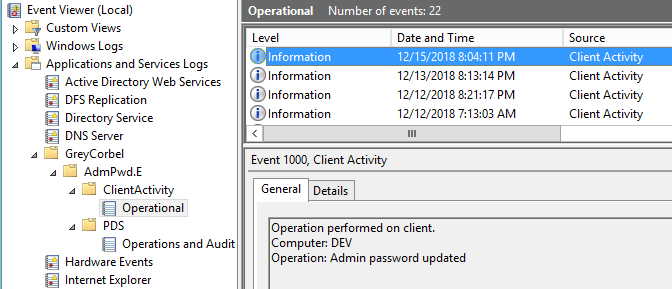 Event Viewer (Local)
Custom Views
Windows Logs
Applications and Services Logs
Active Directory Web Services
DFS Replication
Directory Service
DNS Server
GreyCorbel
AdmPwd.E
ClientActivity
Operational
PDS
Operations and Audit
Hardware Events
Internet Explorer
Operational Number of events: 22
Level Date and Time Source
Information 12/15/2018 8:04:11 PM Client Activity
Information 12/13/2018 8:13:14 PM Client Activity
Information 12/12/2018 8:21:17 PM Client Activity
Information 12/12/2018 7:13:03 AM Client Activity
Event 1000, Client Activity
General Details
Operation performed on client.
Computer: DEV
Operation: Admin password updated